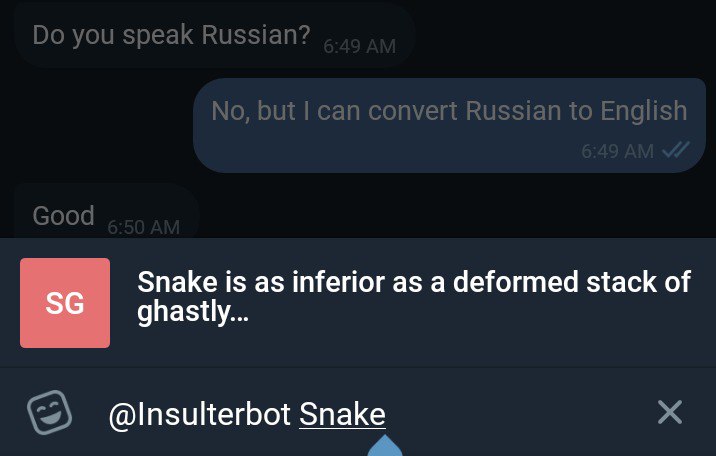 Do you speak Russian? 6:49 AM
No, but I can convert Russian to English
6:49 AM
Good 6:50 AM
SG
Snake is as inferior as a deformed stack of
ghastly...
@Insulterbot Snake